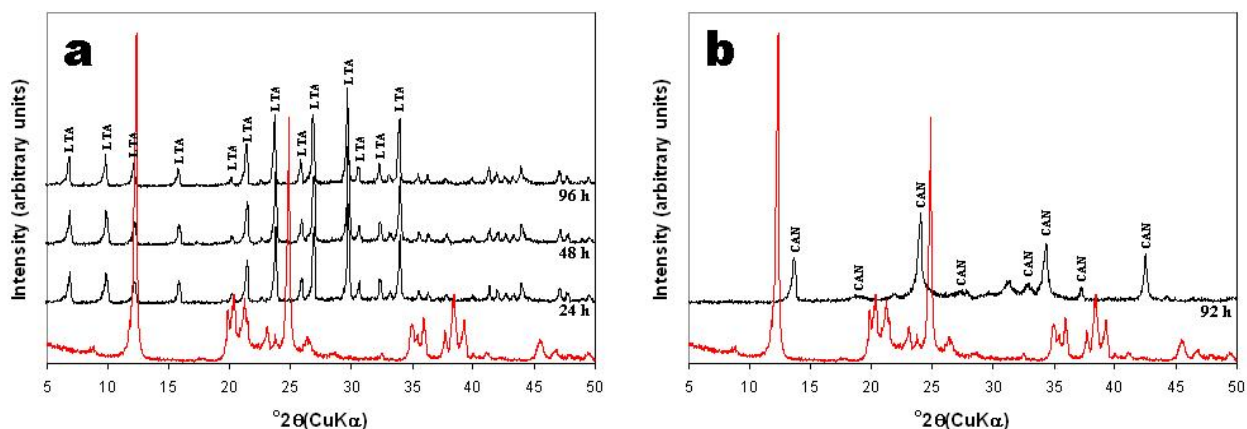 a
Intensity (arbitrary units)
LTA
LTA
LTA
LTA
LTA
LTA
LTA
LTA
LTA
LTA
LTA
LTA
LTA
96 h
48 h
24 h
5 10 15 20 25 30 35 40 45 50
°2θ(CuKα)
b
Intensity (arbitrary units)
CAN
CAN
CAN
CAN
CAN
CAN
CAN
CAN
92 h
5 10 15 20 25 30 35 40 45 50
°2θ(CuKα)